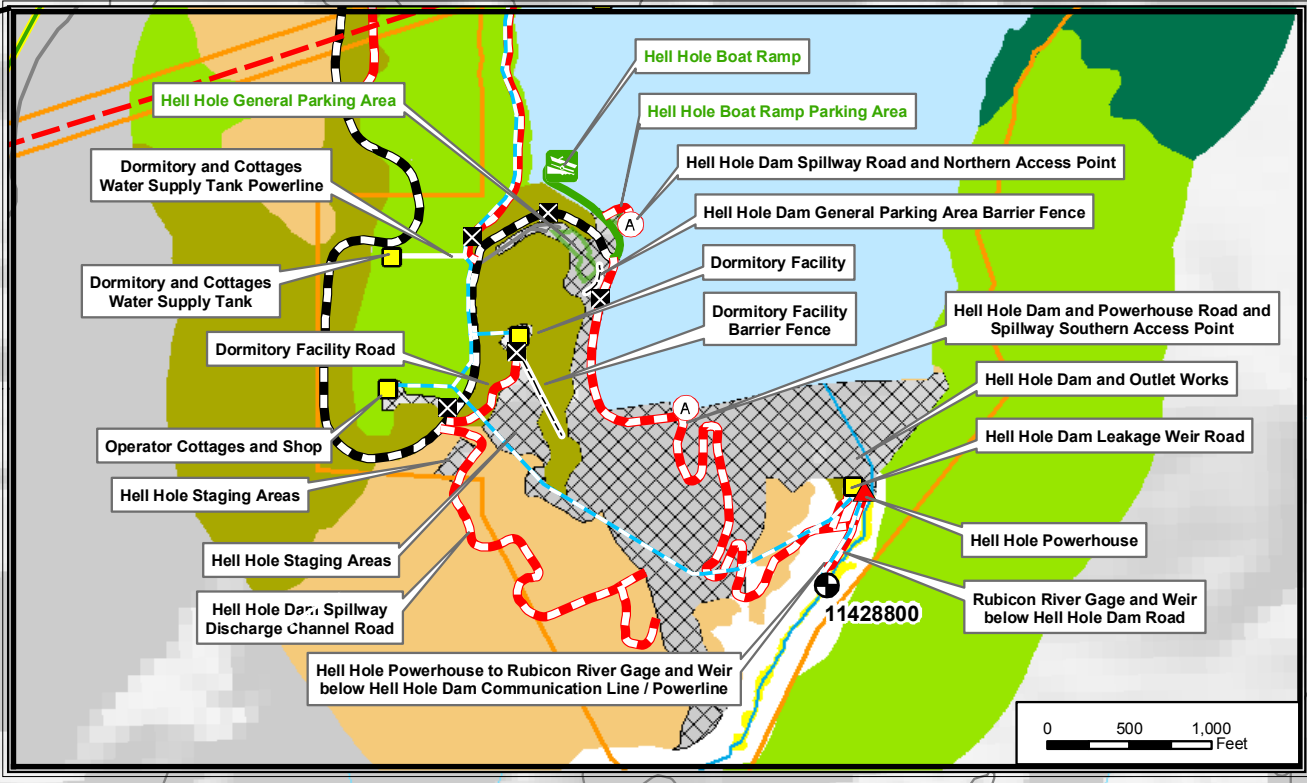 Hell Hole Boat Ramp
Hell Hole General Parking Area
Hell Hole Boat Ramp Parking Area
Dormitory and Cottages
Water Supply Tank Powerline
Hell Hole Dam Spillway Road and Northern Access Point
A
Hell Hole Dam General Parking Area Barrier Fence
Dormitory Facility
Dormitory and Cottages
Water Supply Tank
Dormitory Facility
Barrier Fence
Hell Hole Dam and Powerhouse Road and
Spillway Southern Access Point
Dormitory Facility Road
Hell Hole Dam and Outlet Works
A
Operator Cottages and Shop
Hell Hole Dam Leakage Weir Road
Hell Hole Staging Areas
Hell Hole Powerhouse
Hell Hole Staging Areas
Hell Hole Dam Spillway
Discharge Channel Road
11428800
Rubicon River Gage and Weir
below Hell Hole Dam Road
Hell Hole Powerhouse to Rubicon River Gage and Weir
below Hell Hole Dam Communication Line / Powerline
0 500 1,000
Feet